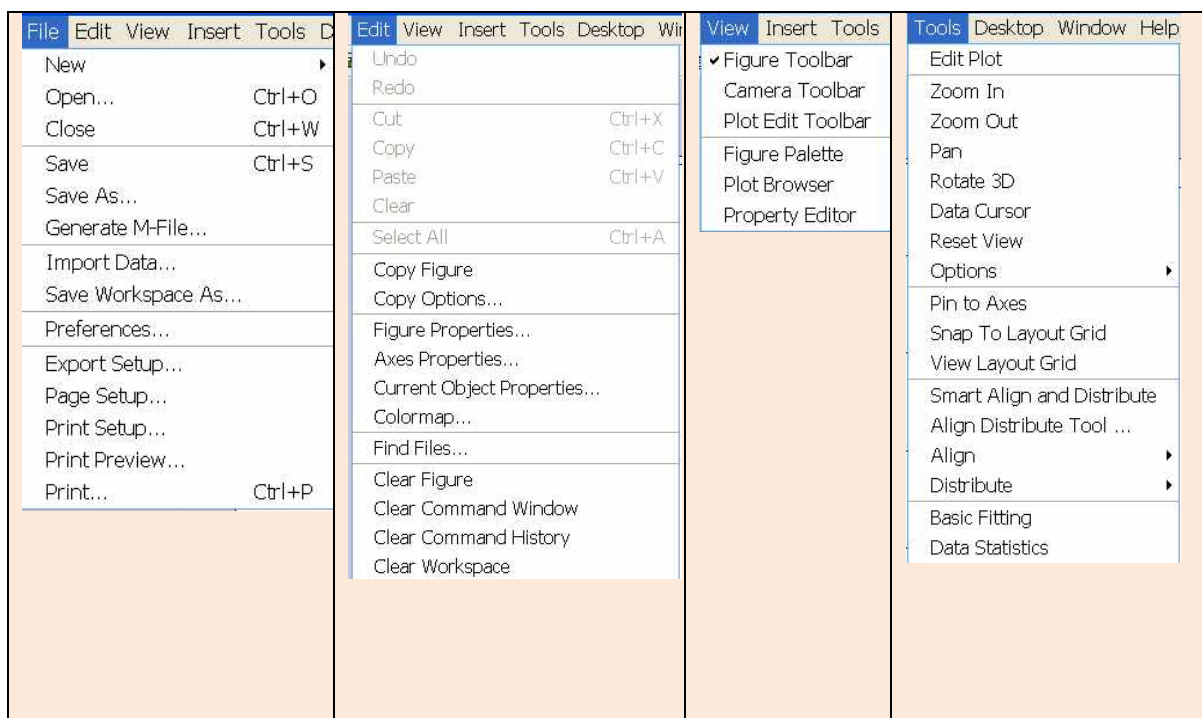 File Edit View Insert Tools D
New
Open... Ctrl+O
Close Ctrl+W
Save Ctrl+S
Save As...
Generate M-File...
Import Data...
Save Workspace As...
Preferences...
Export Setup...
Page Setup...
Print Setup...
Print Preview...
Print... Ctrl+P
Edit View Insert Tools Desktop Wi
Undo
Redo
Cut Ctrl+X
Copy Ctrl+C
Paste Ctrl+V
Clear
Select All Ctrl+A
Copy Figure
Copy Options...
Figure Properties...
Axes Properties...
Current Object Properties...
Colormap...
Find Files...
Clear Figure
Clear Command Window
Clear Command History
Clear Workspace
View Insert Tools
Figure Toolbar
Camera Toolbar
Plot Edit Toolbar
Figure Palette
Plot Browser
Property Editor
Tools Desktop Window Help
Edit Plot
Zoom In
Zoom Out
Pan
Rotate 3D
Data Cursor
Reset View
Options
Pin to Axes
Snap To Layout Grid
View Layout Grid
Smart Align and Distribute
Align Distribute Tool ...
Align
Distribute
Basic Fitting
Data Statistics